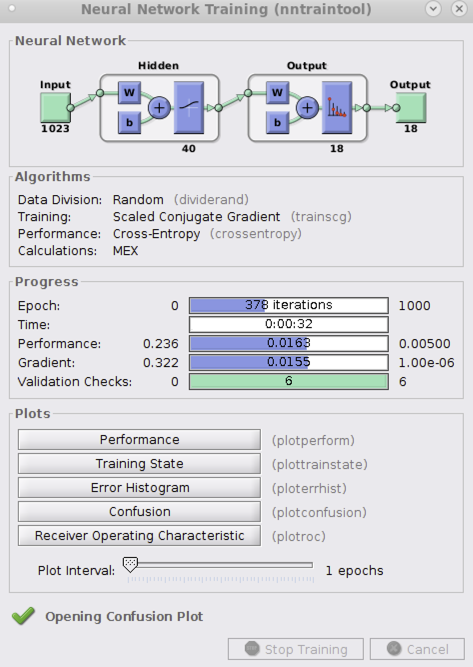 Neural Network Training (nntraintool)
Neural Network
Hidden Output
Input Output
W W
b b
+ +
1023 40 18 18
Algorithms
Data Division: Random (dividerand)
Training: Scaled Conjugate Gradient (trainscg)
Performance: Cross-Entropy (crossentropy)
Calculations: MEX
Progress
Epoch: 0 378 iterations 1000
Time: 0:00:32
Performance: 0.236 0.0163 0.00500
Gradient: 0.322 0.0155 1.00e-06
Validation Checks: 0 6 6
Plots
Performance (plotperform)
Training State (plottrainstate)
Error Histogram (ploterrhist)
Confusion (plotconfusion)
Receiver Operating Characteristic (plotroc)
Plot Interval: 1 epochs
Opening Confusion Plot
Stop Training Cancel